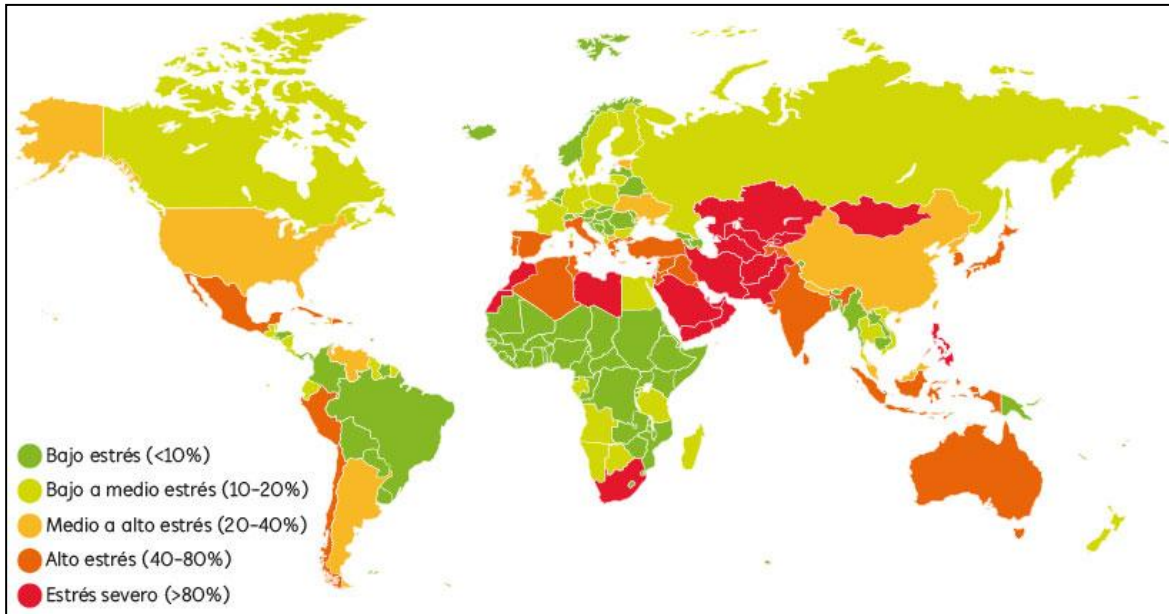 Bajo estrés (<10%)
Bajo a medio estrés (10-20%)
Medio a alto estrés (20-40%)
Alto estrés (40-80%)
Estrés severo (>80%)